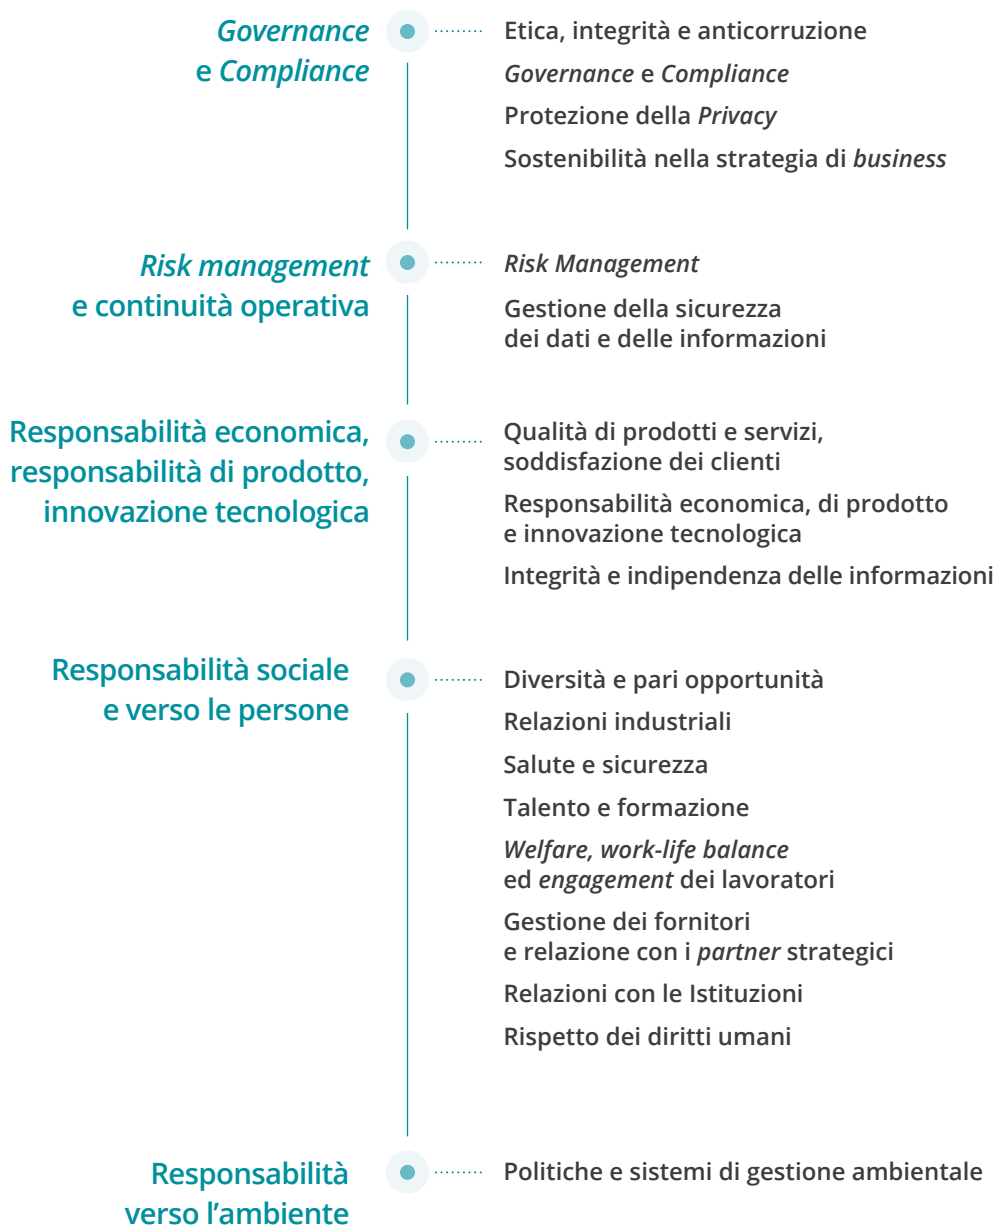 Governance
e Compliance
Etica, integrità e anticorruzione
Governance e Compliance
Protezione della Privacy
Sostenibilità nella strategia di business
Risk management
e continuità operativa
Risk Management
Gestione della sicurezza
dei dati e delle informazioni
Responsabilità economica,
responsabilità di prodotto,
innovazione tecnologica
Qualità di prodotti e servizi,
soddisfazione dei clienti
Responsabilità economica, di prodotto
e innovazione tecnologica
Integrità e indipendenza delle informazioni
Responsabilità sociale
e verso le persone
Diversità e pari opportunità
Relazioni industriali
Salute e sicurezza
Talento e formazione
Welfare, work-life balance
ed engagement dei lavoratori
Gestione dei fornitori
e relazione con i partner strategici
Relazioni con le Istituzioni
Rispetto dei diritti umani
Responsabilità
verso l’ambiente
Politiche e sistemi di gestione ambientale